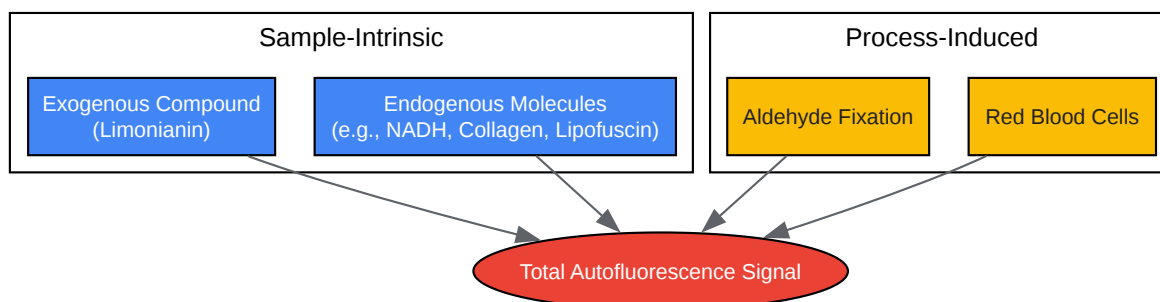 Sample-Intrinsic
Process-Induced
Exogenous Compound
(Limonianin)
Endogenous Molecules
(e.g., NADH, Collagen, Lipofuscin)
Aldehyde Fixation
Red Blood Cells
Total Autofluorescence Signal